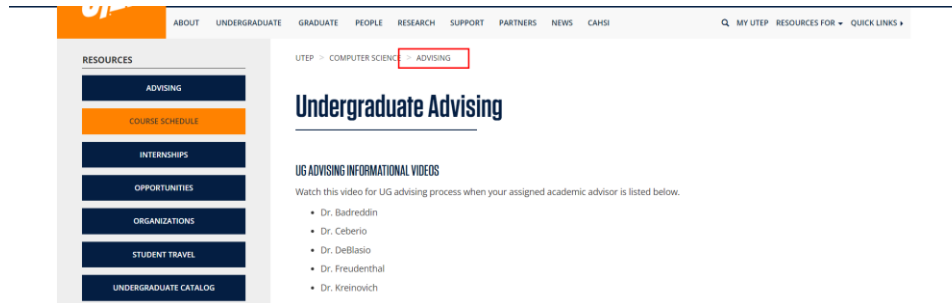 ABOUT UNDERGRADUATE GRADUATE PEOPLE RESEARCH SUPPORT PARTNERS NEWS CAHSI MY UTEP RESOURCES FOR QUICK LINKS
RESOURCES
ADVISING
COURSE SCHEDULE
INTERNSHIPS
OPPORTUNITIES
ORGANIZATIONS
STUDENT TRAVEL
UNDERGRADUATE CATALOG
UTEP > COMPUTER SCIENCE > ADVISING
Undergraduate Advising
UG ADVISING INFORMATIONAL VIDEOS
Watch this video for UG advising process when your assigned academic advisor is listed below.
• Dr. Badreddin
• Dr. Ceberio
• Dr. DeBlasio
• Dr. Freudenthal
• Dr. Kreinovich